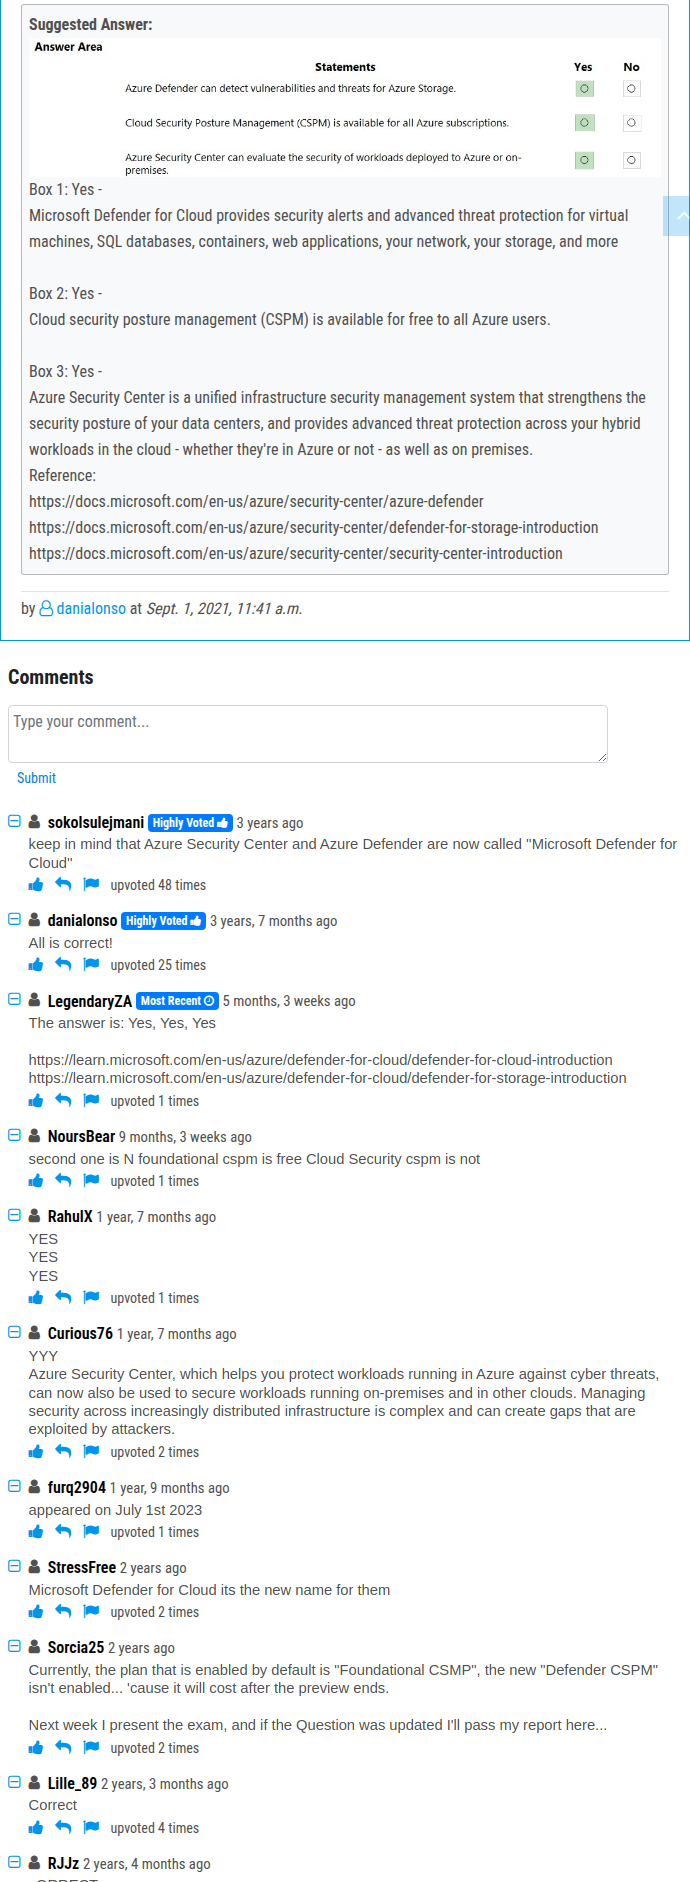 Suggested Answer:
Answer Area
Statements Yes No
Azure Defender can detect vulnerabilities and threats for Azure Storage.
Cloud Security Posture Management (CSPM) is available for all Azure subscriptions.
Azure Security Center can evaluate the security of workloads deployed to Azure or on-
premises.
Box 1: Yes -
Microsoft Defender for Cloud provides security alerts and advanced threat protection for virtual
machines, SQL databases, containers, web applications, your network, your storage, and more
Box 2: Yes -
Cloud security posture management (CSPM) is available for free to all Azure users.
Box 3: Yes -
Azure Security Center is a unified infrastructure security management system that strengthens the
security posture of your data centers, and provides advanced threat protection across your hybrid
workloads in the cloud - whether they're in Azure or not - as well as on premises.
Reference:
https://docs.microsoft.com/en-us/azure/security-center/azure-defender
https://docs.microsoft.com/en-us/azure/security-center/defender-for-storage-introduction
https://docs.microsoft.com/en-us/azure/security-center/security-center-introduction
by danialonso at Sept. 1, 2021, 11:41 a.m.
Comments
Type your comment...
Submit
sokolsulejmani Highly Voted 3 years ago
keep in mind that Azure Security Center and Azure Defender are now called "Microsoft Defender for
Cloud"
upvoted 48 times
danialonso Highly Voted 3 years, 7 months ago
All is correct!
upvoted 25 times
LegendaryZA Most Recent 5 months, 3 weeks ago
The answer is: Yes, Yes, Yes
https://learn.microsoft.com/en-us/azure/defender-for-cloud/defender-for-cloud-introduction
https://learn.microsoft.com/en-us/azure/defender-for-cloud/defender-for-storage-introduction
upvoted 1 times
NoursBear 9 months, 3 weeks ago
second one is N foundational cspm is free Cloud Security cspm is not
upvoted 1 times
RahulX 1 year, 7 months ago
YES
YES
YES
upvoted 1 times
Curious76 1 year, 7 months ago
YYY
Azure Security Center, which helps you protect workloads running in Azure against cyber threats,
can now also be used to secure workloads running on-premises and in other clouds. Managing
security across increasingly distributed infrastructure is complex and can create gaps that are
exploited by attackers.
upvoted 2 times
furq2904 1 year, 9 months ago
appeared on July 1st 2023
upvoted 1 times
StressFree 2 years ago
Microsoft Defender for Cloud its the new name for them
upvoted 2 times
Sorcia25 2 years ago
Currently, the plan that is enabled by default is "Foundational CSMP", the new "Defender CSPM"
isn't enabled... 'cause it will cost after the preview ends.
Next week I present the exam, and if the Question was updated I'll pass my report here...
upvoted 2 times
Lille_89 2 years, 3 months ago
Correct
upvoted 4 times
RJJz 2 years, 4 months ago